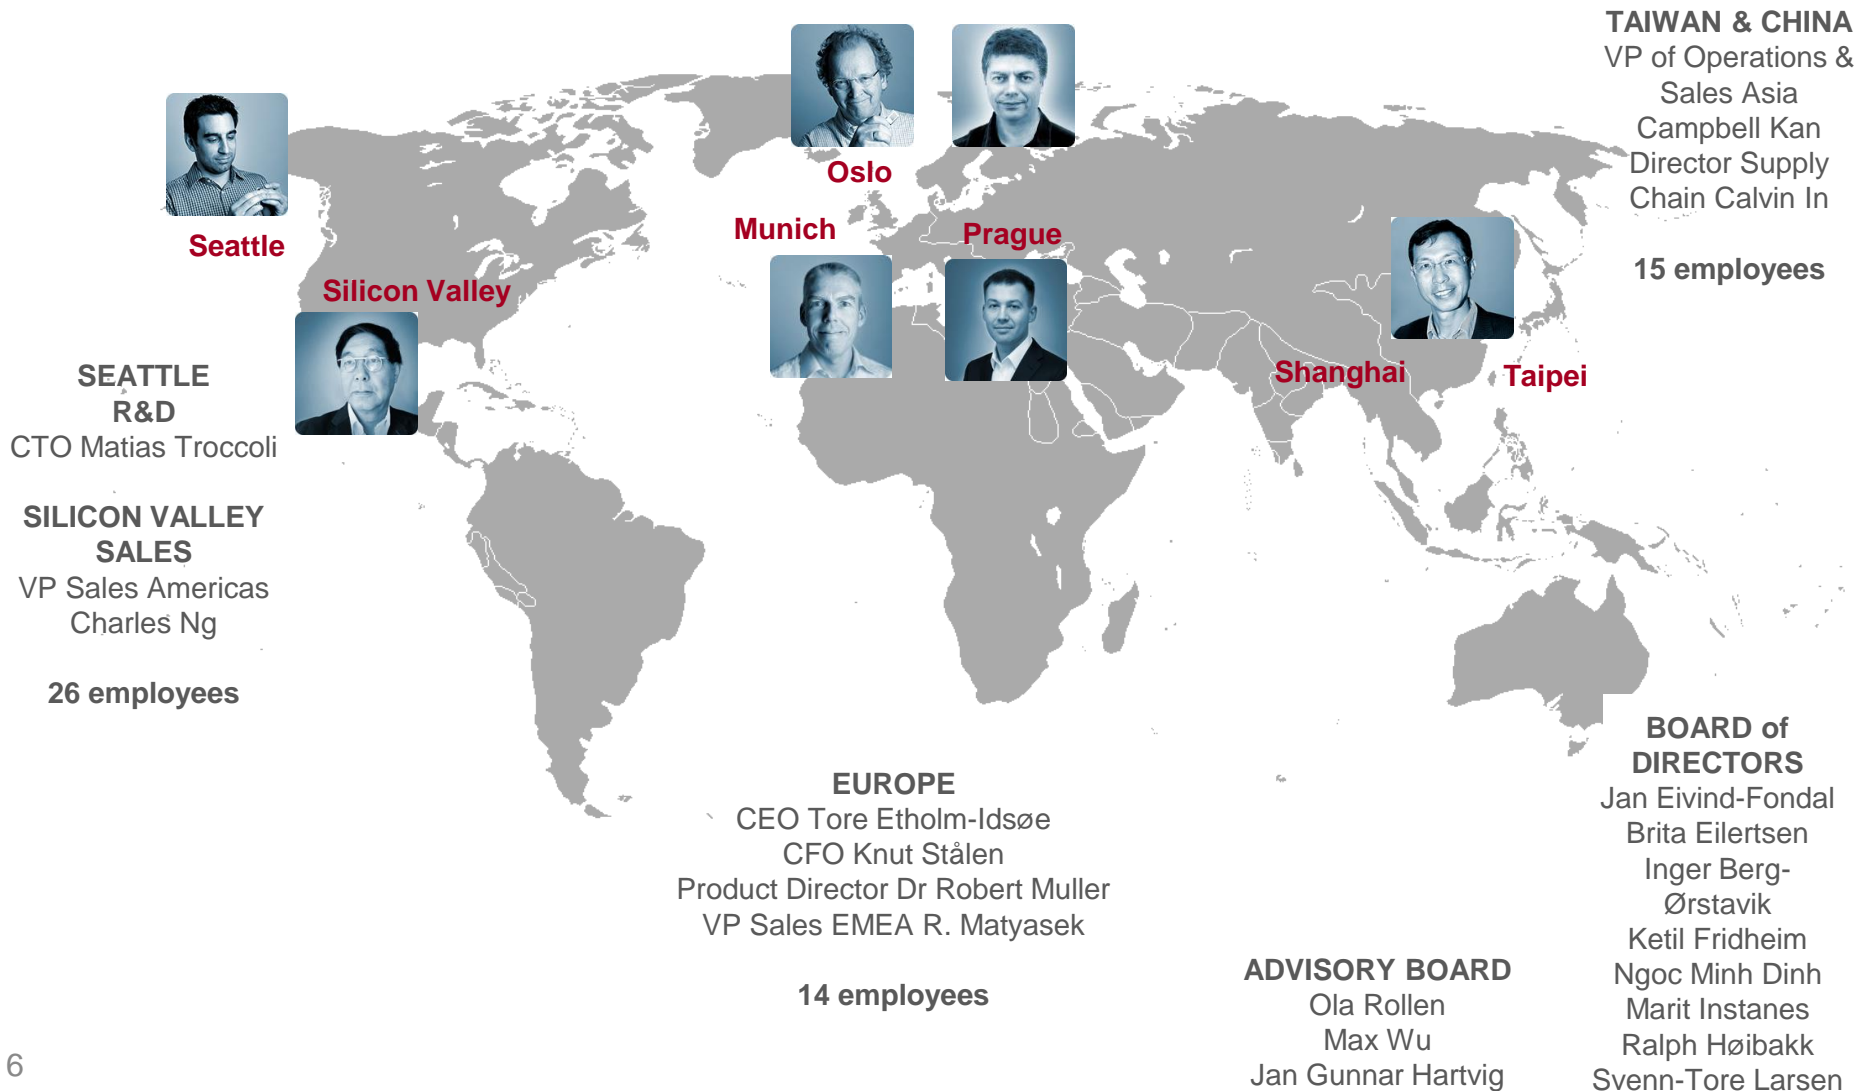 TAIWAN & CHINA
VP of Operations &
Sales Asia
Campbell Kan
Director Supply
Chain Calvin In
15 employees
Oslo
Munich
Prague
Seattle
Silicon Valley
Shanghai
Taipei
SEATTLE
R&D
CTO Matias Troccoli
SILICON VALLEY
SALES
VP Sales Americas
Charles Ng
26 employees
EUROPE
CEO Tore Etholm-Idsøe
CFO Knut Stålen
Product Director Dr Robert Muller
VP Sales EMEA R. Matyasek
14 employees
ADVISORY BOARD
Ola Rollen
Max Wu
Jan Gunnar Hartvig
BOARD of
DIRECTORS
Jan Eivind-Fondal
Brita Eilertsen
Inger Berg-
Ørstavik
Ketil Fridheim
Ngoc Minh Dinh
Marit Instanes
Ralph Høibakk
Svenn-Tore Larsen
6